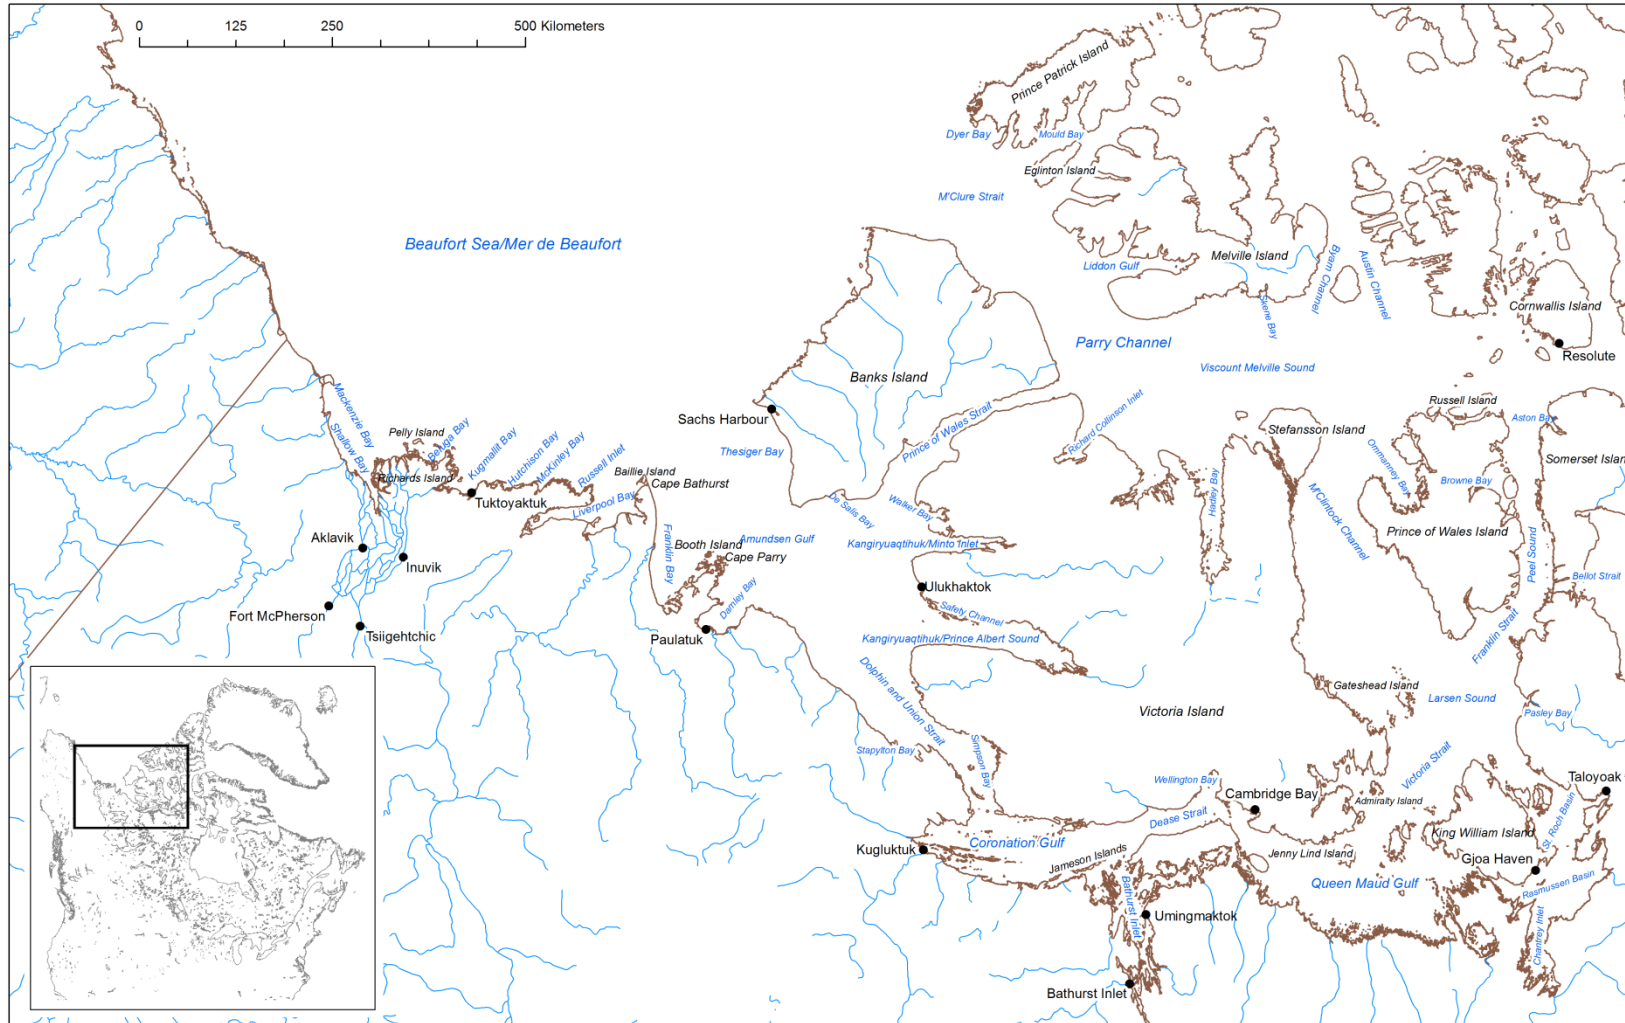 0 125 250 500 Kilometers
Prince Patrick Island
Dyer Bay
Mould Bay
Eglinton Island
M'Clure Strait
Beaufort Sea/Mer de Beaufort
Liddon Gulf
Melville Island
Byam Channel
Austin Channel
Skene Bay
Cornwallis Island
Resolute
Parry Channel
Viscount Melville Sound
Banks Island
Sachs Harbour
Thesiger Bay
Prince of Wales Strait
Richard Collinson Inlet
Stefansson Island
Russell Island
Aston Bay
Ommanney Bay
Browne Bay
Somerset Island
Prince of Wales Island
M'Clintock Channel
Hadley Bay
Peel Sound
Bellot Strait
Franklin Strait
Mackenzie Bay
Shallow Bay
Pelly Island
Beluga Bay
Richards Island
Kugmallit Bay
Hutchison Bay
McKinley Bay
Russell Inlet
Tuktoyaktuk
Liverpool Bay
Baillie Island
Cape Bathurst
Franklin Bay
Booth Island
Cape Parry
Amundsen Gulf
Darnley Bay
De Salis Bay
Walker Bay
Kangiryuaqtihuk/Minto Inlet
Aklavik
Inuvik
Fort McPherson
Tsiigehtchic
Paulatuk
Ulukhaktok
Safety Channel
Kangiryuaqtihuk/Prince Albert Sound
Dolphin and Union Strait
Stapylton Bay
Simpson Bay
Victoria Island
Gateshead Island
Larsen Sound
Pasley Bay
Victoria Strait
Wellington Bay
Cambridge Bay
Admiralty Island
Taloyoak
St. Roch Basin
Dease Strait
King William Island
Kugluktuk
Coronation Gulf
Jameson Islands
Jenny Lind Island
Gjoa Haven
Queen Maud Gulf
Rasmussen Basin
Bathurst Inlet
Umingmaktok
Chantrey Inlet
Bathurst Inlet